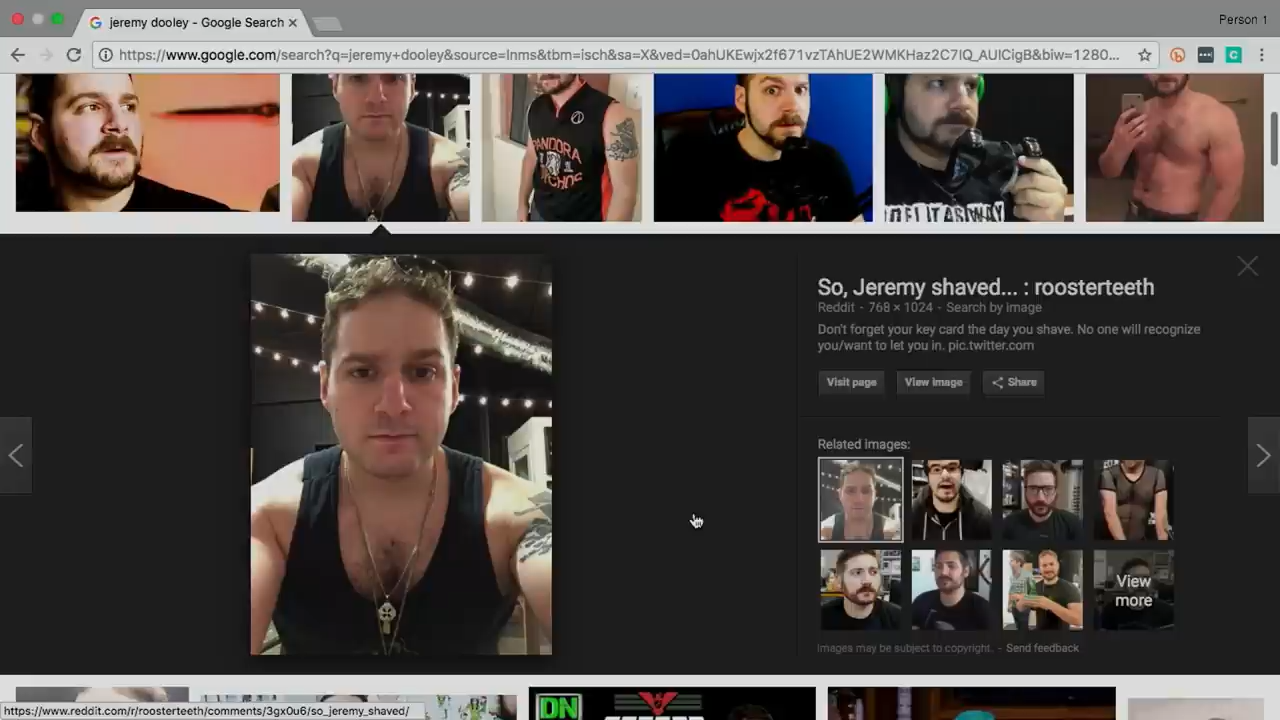 jeremy dooley - Google Search
Person 1
https://www.google.com/search?q=jeremy+dooley&source=lnms&tbm=isch&sa=X&ved=0ahUKEwjx2f671vzTAhUE2WMKHaz2C7IQ_AUICigB&biw=1280...
PANDORA
So, Jeremy shaved... : roosterteeth
Reddit - 768 × 1024 - Search by image
Don't forget your key card the day you shave. No one will recognize
you/want to let you in. pic.twitter.com
Visit page
View image
Share
Related images:
View
more
Images may be subject to copyright. - Send feedback
DN
https://www.reddit.com/r/roosterteeth/comments/3gx0u6/so_jeremy_shaved/